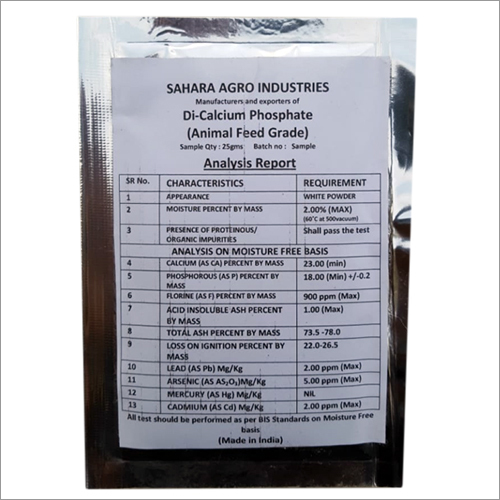 SAHARA AGRO INDUSTRIES
Manufacturers and exporters of
Di-Calcium Phosphate
(Animal Feed Grade)
Sample Qty : 25gms Batch no : Sample
Analysis Report
SR No. CHARACTERISTICS REQUIREMENT
1 APPEARANCE WHITE POWDER
2 MOISTURE PERCENT BY MASS 2.00% (MAX)
(60°C at 500vacuum)
3 PRESENCE OF PROTEINOUS/ Shall pass the test
ORGANIC IMPURITIES
ANALYSIS ON MOISTURE FREE BASIS
4 CALCIUM (AS CA) PERCENT BY MASS 23.00 (min)
5 PHOSPHOROUS (AS P) PERCENT BY 18.00 (Min) +/-0.2
MASS
6 FLORINE (AS F) PERCENT BY MASS 900 ppm (Max)
7 ACID INSOLUBLE ASH PERCENT 1.00 (Max)
BY MASS
8 TOTAL ASH PERCENT BY MASS 73.5 -78.0
9 LOSS ON IGNITION PERCENT BY 22.0-26.5
MASS
10 LEAD (AS Pb) Mg/Kg 2.00 ppm (Max)
11 ARSENIC (AS AS₂O₃)Mg/Kg 5.00 ppm (Max)
12 MERCURY (AS Hg) Mg/Kg NIL
13 CADMIUM (AS Cd) Mg/Kg 2.00 ppm (Max)
All test should be performed as per BIS Standards on Moisture Free
basis
(Made in India)